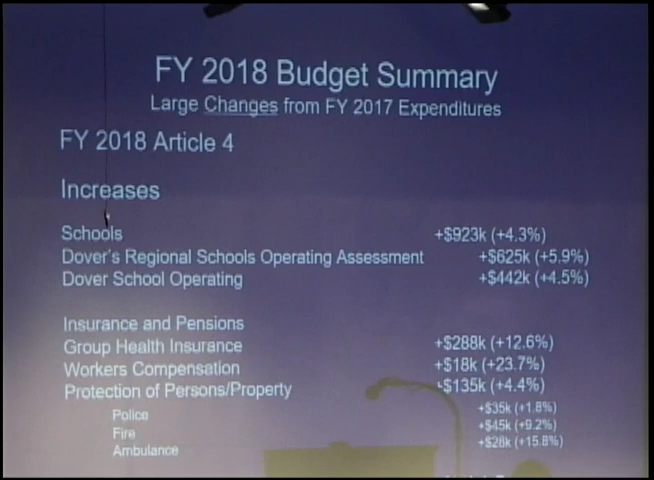 FY 2018 Budget Summary
Large Changes from FY 2017 Expenditures
FY 2018 Article 4
Increases
Schools +$923k (+4.3%)
Dover's Regional Schools Operating Assessment +$625k (+5.9%)
Dover School Operating +$442k (+4.5%)
Insurance and Pensions
Group Health Insurance +$288k (+12.6%)
Workers Compensation +$18k (+23.7%)
Protection of Persons/Property +$135k (+4.4%)
Police +$35k (+1.8%)
Fire +$45k (+9.2%)
Ambulance +$28k (+15.8%)